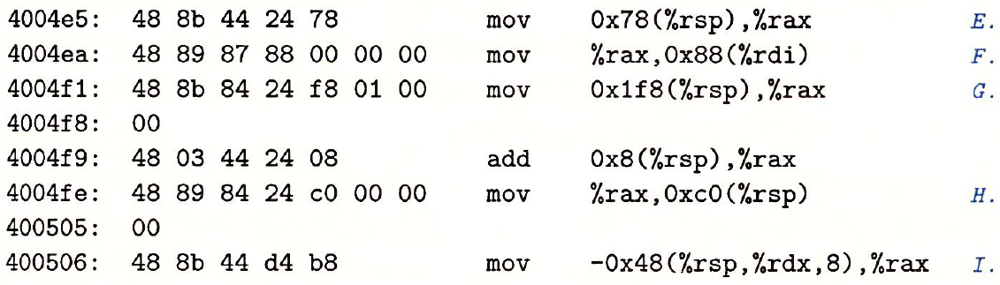 4004e5: 48 8b 44 24 78 mov 0x78(%rsp),%rax E.
4004ea: 48 89 87 88 00 00 00 mov %rax,0x88(%rdi) F.
4004f1: 48 8b 84 24 f8 01 00 mov 0x1f8(%rsp),%rax G.
4004f8: 00
4004f9: 48 03 44 24 08 add 0x8(%rsp),%rax
4004fe: 48 89 84 24 c0 00 00 mov %rax,0xc0(%rsp) H.
400505: 00
400506: 48 8b 44 d4 b8 mov -0x48(%rsp,%rdx,8),%rax I.